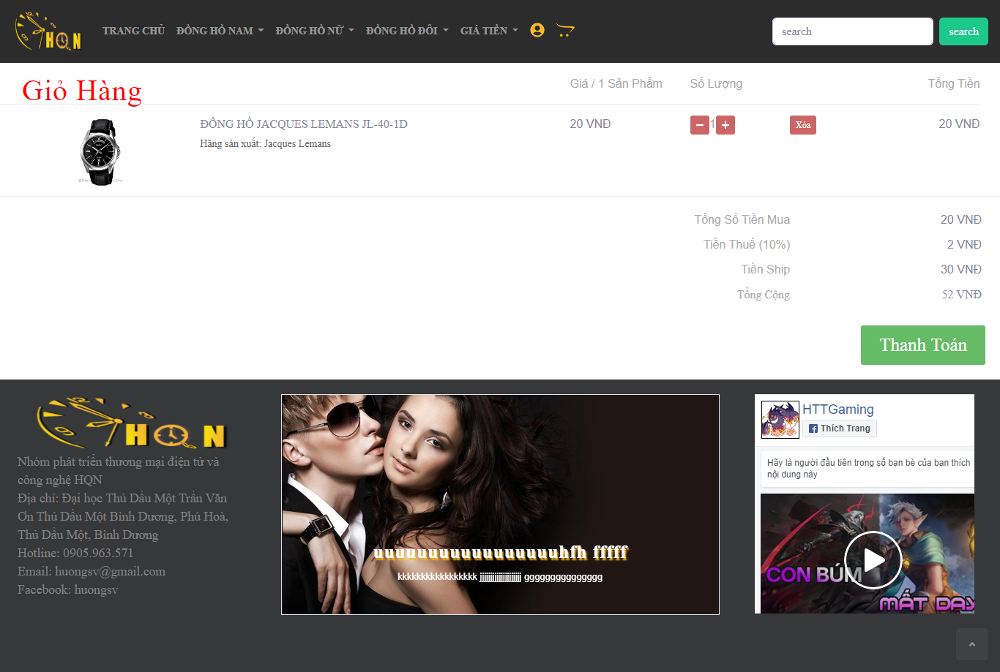 HQN
TRANG CHỦ ĐỒNG HỒ NAM ĐỒNG HỒ NỮ ĐỒNG HỒ ĐÔI GIÁ TIỀN
search search
Giỏ Hàng
Giá / 1 Sản Phẩm Số Lượng Tổng Tiền
ĐỒNG HỒ JACQUES LEMANS JL-40-1D 20 VNĐ 1 Xóa 20 VNĐ
Hãng sản xuất: Jacques Lemans
Tổng Số Tiền Mua 20 VNĐ
Tiền Thuế (10%) 2 VNĐ
Tiền Ship 30 VNĐ
Tổng Cộng 52 VNĐ
Thanh Toán
HQN
Nhóm phát triển thương mại điện tử và
công nghệ HQN
Địa chỉ: Đại học Thủ Dầu Một Trần Văn
Ơn Thủ Dầu Một Bình Dương, Phú Hoà,
Thủ Dầu Một, Bình Dương
Hotline: 0905.963.571
Email: huongsv@gmail.com
Facebook: huongsv
uuuuuuuuuuuuuuuuuhfh fffff
kkkkkkkkkkkkkkkkk jjjjjjjjjjjjjjjjjjj ggggggggggggggg
HTTGaming
Thích Trang
Hãy là người đầu tiên trong số bạn bè của bạn thích
nội dung này
CON BÚM
MẤT DẠY